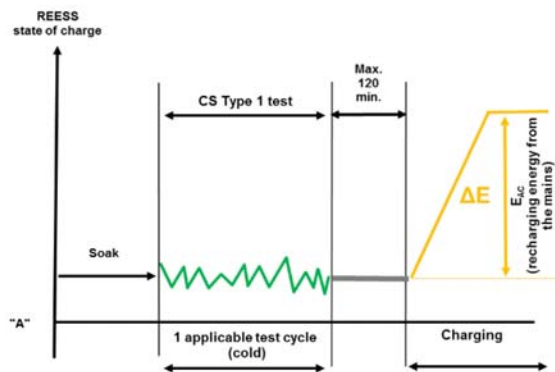 REESS
state of charge
Max.
120
min.
CS Type 1 test
ΔE
E_AC
(recharging energy from
the mains)
Soak
"A"
1 applicable test cycle
(cold)
Charging